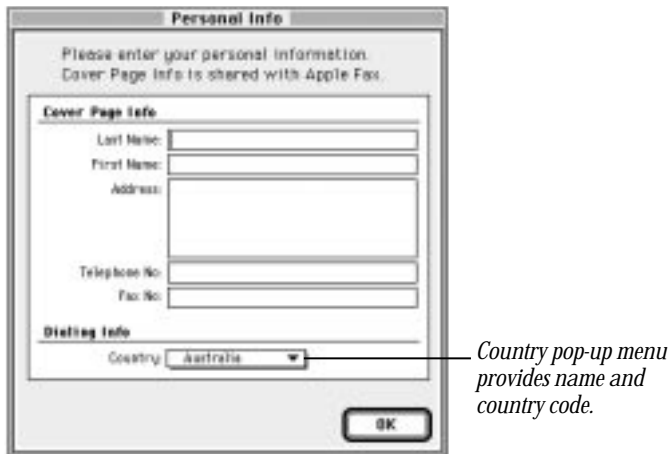 Personal Info
Please enter your personal information.
Cover Page Info is shared with Apple Fax.
Cover Page Info
Last Name:
First Name:
Address:
Telephone No:
Fax No:
Dialing Info
Country: Australia
Country pop-up menu
provides name and
country code.
OK